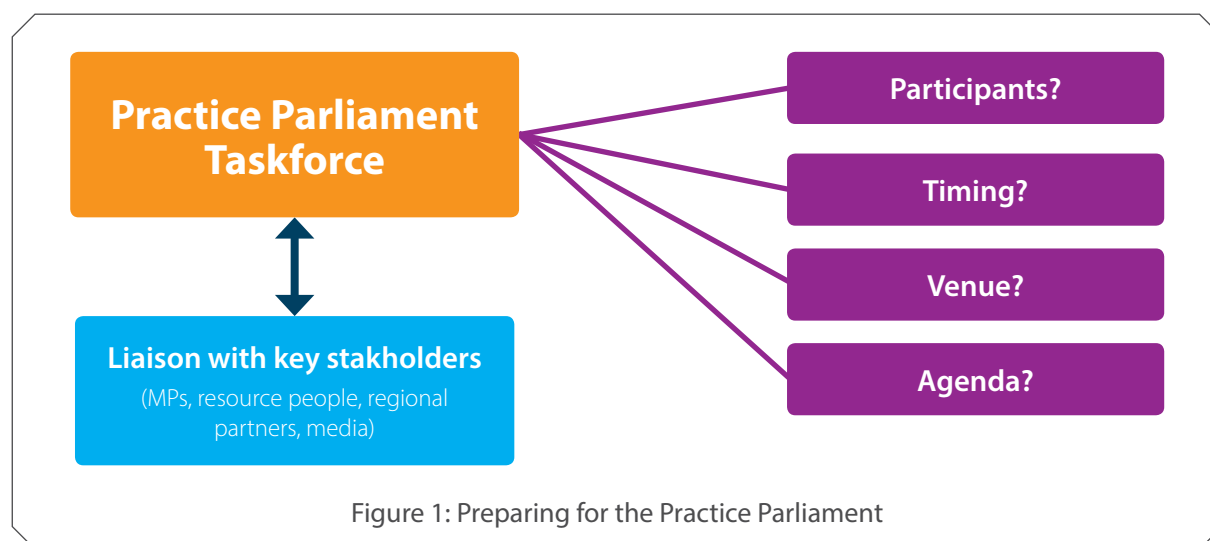 Practice Parliament
Taskforce
Liaison with key stakholders
(MPs, resource people, regional
partners, media)
Participants?
Timing?
Venue?
Agenda?
Figure 1: Preparing for the Practice Parliament